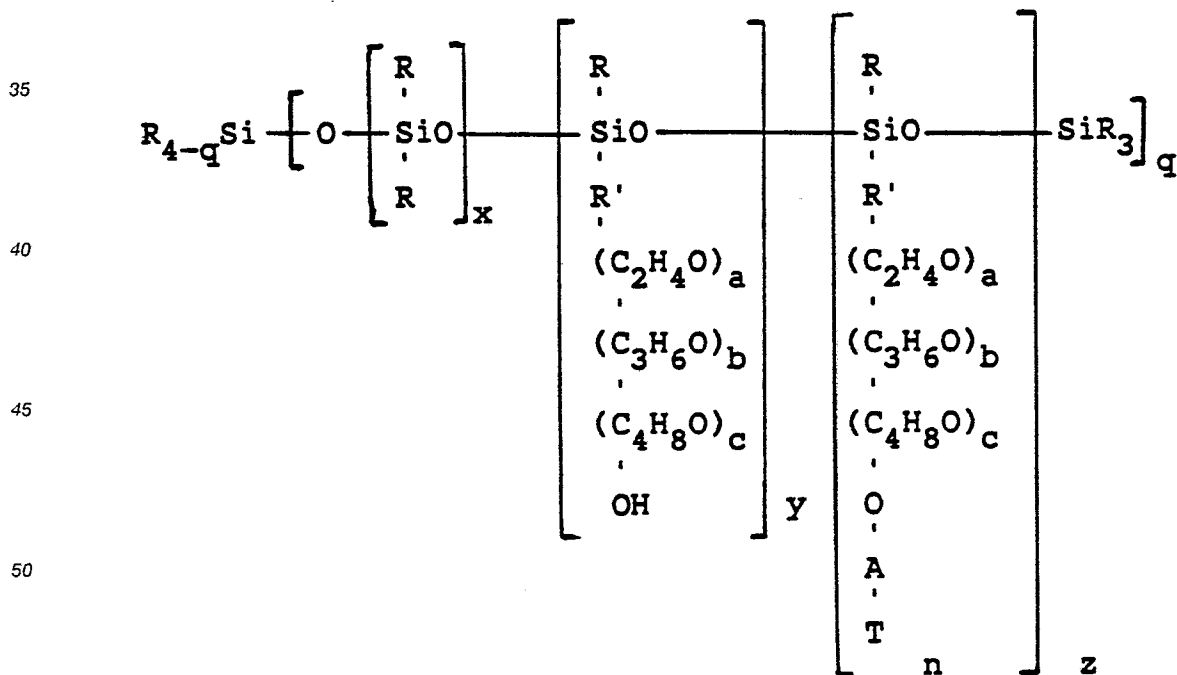 35
R R R
R₄₋qSi [ O [ SiO ]x [ SiO ]y [ SiO ]z SiR₃ ]q
R R' R'
40
(C₂H₄O)a (C₂H₄O)a
(C₃H₆O)b (C₃H₆O)b
45
(C₄H₈O)c (C₄H₈O)c
OH O
50
A
T
n